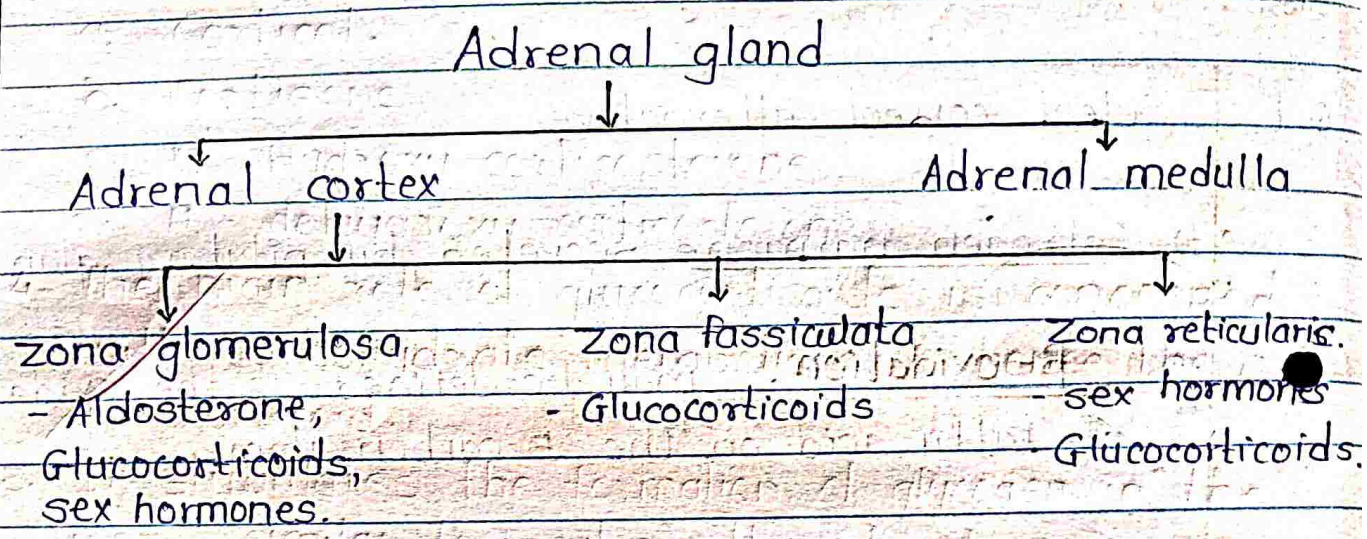 Adrenal gland
Adrenal cortex
Adrenal medulla
zona glomerulosa
- Aldosterone,
Glucocorticoids,
sex hormones.
zona fassiculata
- Glucocorticoids
Zona reticularis.
- sex hormones
- Glucocorticoids.